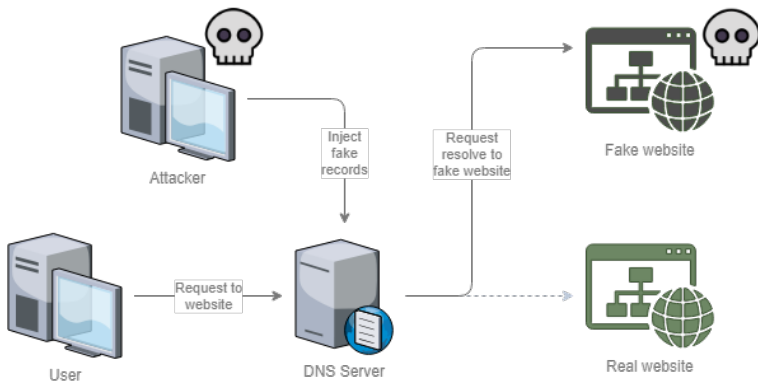 Attacker
Inject
fake
records
Request
resolve to
fake website
Fake website
User
Request to
website
DNS Server
Real website